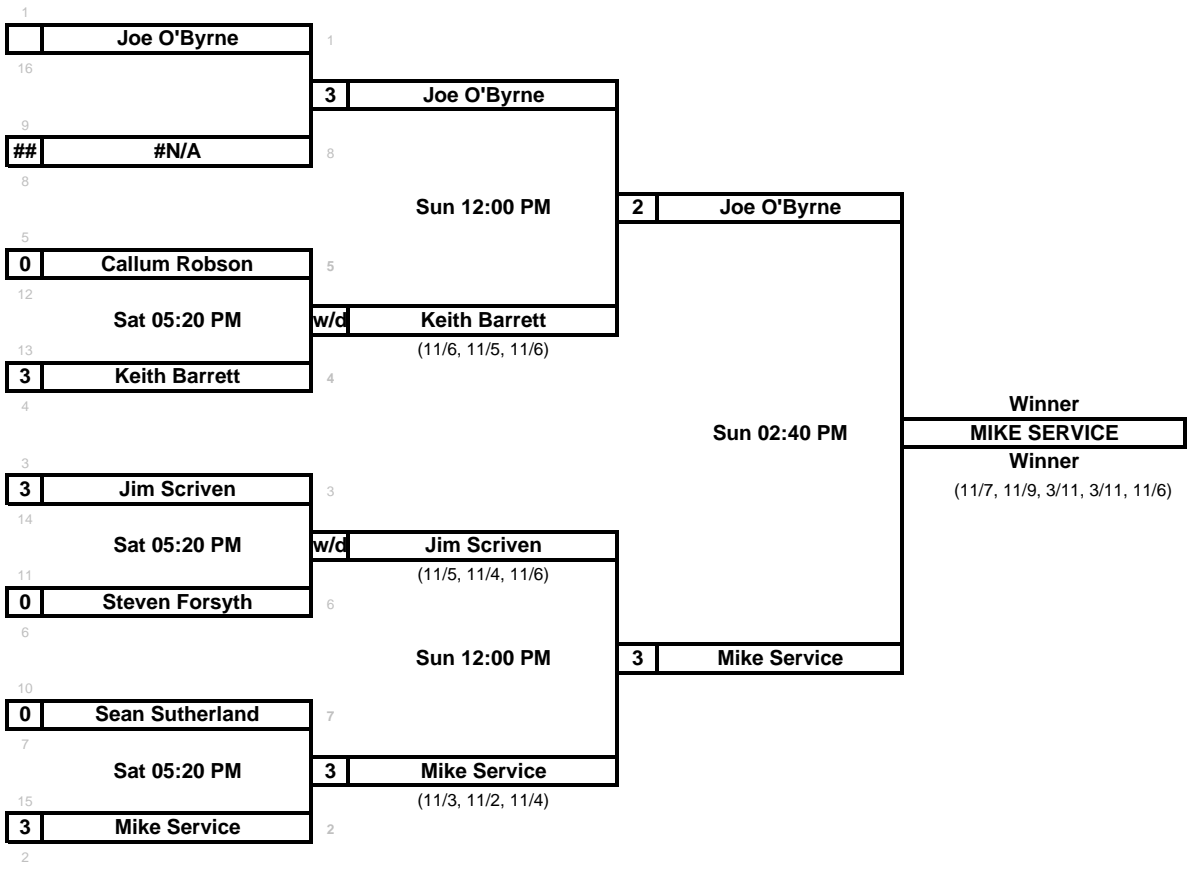 1
Joe O'Byrne
1
16
3 Joe O'Byrne
9
## #N/A
8
8
Sun 12:00 PM
2 Joe O'Byrne
5
0 Callum Robson
5
12
Sat 05:20 PM
w/d Keith Barrett
13
(11/6, 11/5, 11/6)
3 Keith Barrett
4
4
Winner
Sun 02:40 PM
MIKE SERVICE
3
Winner
3 Jim Scriven
3
(11/7, 11/9, 3/11, 3/11, 11/6)
14
Sat 05:20 PM
w/d Jim Scriven
11
(11/5, 11/4, 11/6)
0 Steven Forsyth
6
6
Sun 12:00 PM
3 Mike Service
10
0 Sean Sutherland
7
7
Sat 05:20 PM
3 Mike Service
15
(11/3, 11/2, 11/4)
3 Mike Service
2
2